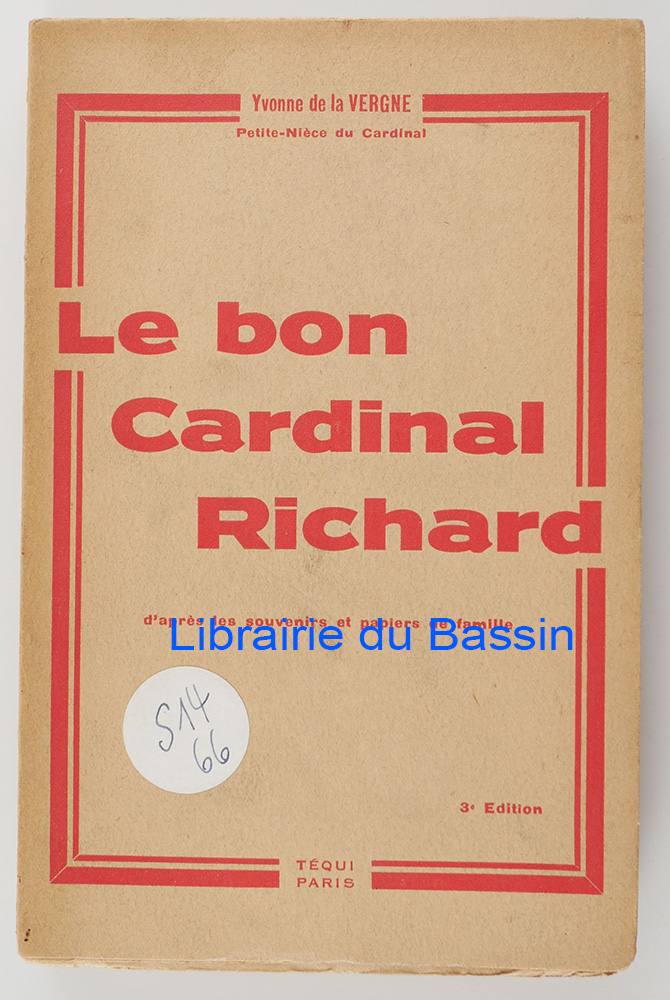 Yvonne de la VERGNE
Petite-Nièce du Cardinal
Le bon
Cardinal
Richard
d'après les souvenirs et papiers de famille
Librairie du Bassin
S14
66
3e Edition
TÉQUI
PARIS